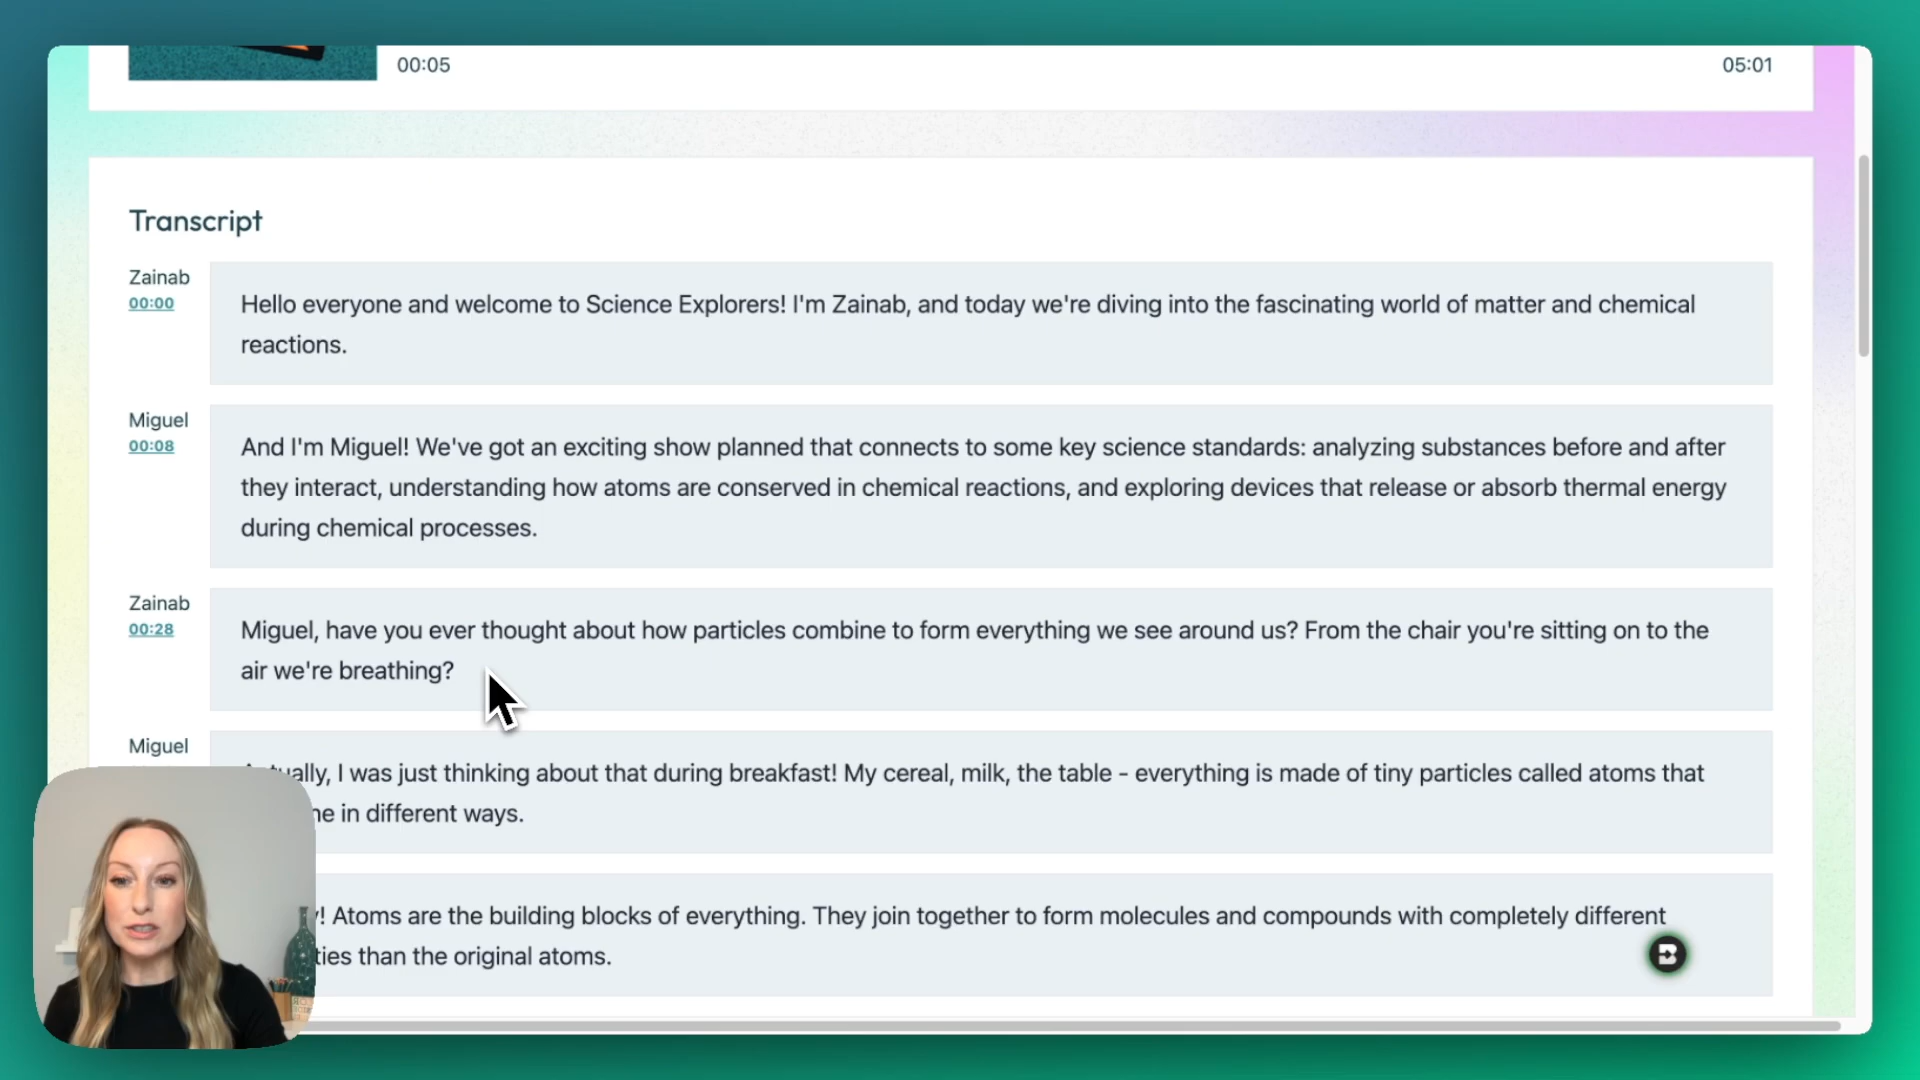 00:05
05:01
Transcript
Zainab
00:00
Hello everyone and welcome to Science Explorers! I'm Zainab, and today we're diving into the fascinating world of matter and chemical
reactions.
Miguel
00:08
And I'm Miguel! We've got an exciting show planned that connects to some key science standards: analyzing substances before and after
they interact, understanding how atoms are conserved in chemical reactions, and exploring devices that release or absorb thermal energy
during chemical processes.
Zainab
00:28
Miguel, have you ever thought about how particles combine to form everything we see around us? From the chair you're sitting on to the
air we're breathing?
Miguel
I was just thinking about that during breakfast! My cereal, milk, the table - everything is made of tiny particles called atoms that
in different ways.
Atoms are the building blocks of everything. They join together to form molecules and compounds with completely different
than the original atoms.